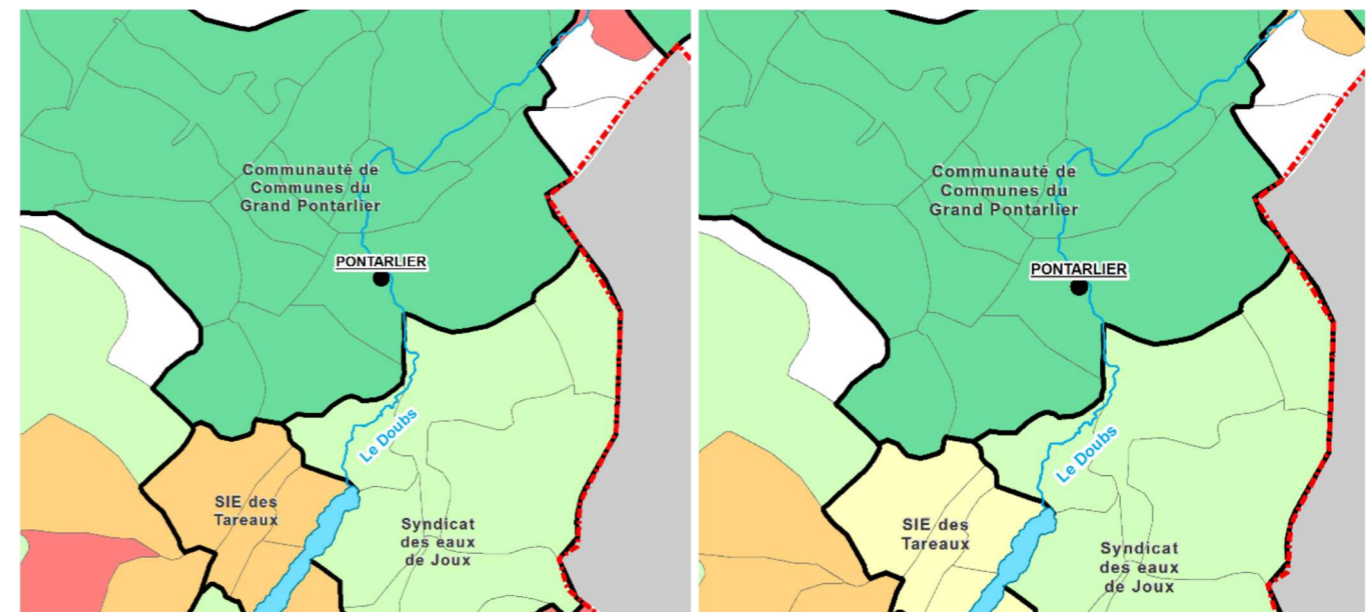 Communauté de
Communes du
Grand Pontarlier
PONTARLIER
Le Doubs
SIE des
Tareaux
Syndicat
des eaux
de Joux
Communauté de
Communes du
Grand Pontarlier
PONTARLIER
Le Doubs
SIE des
Tareaux
Syndicat
des eaux
de Joux